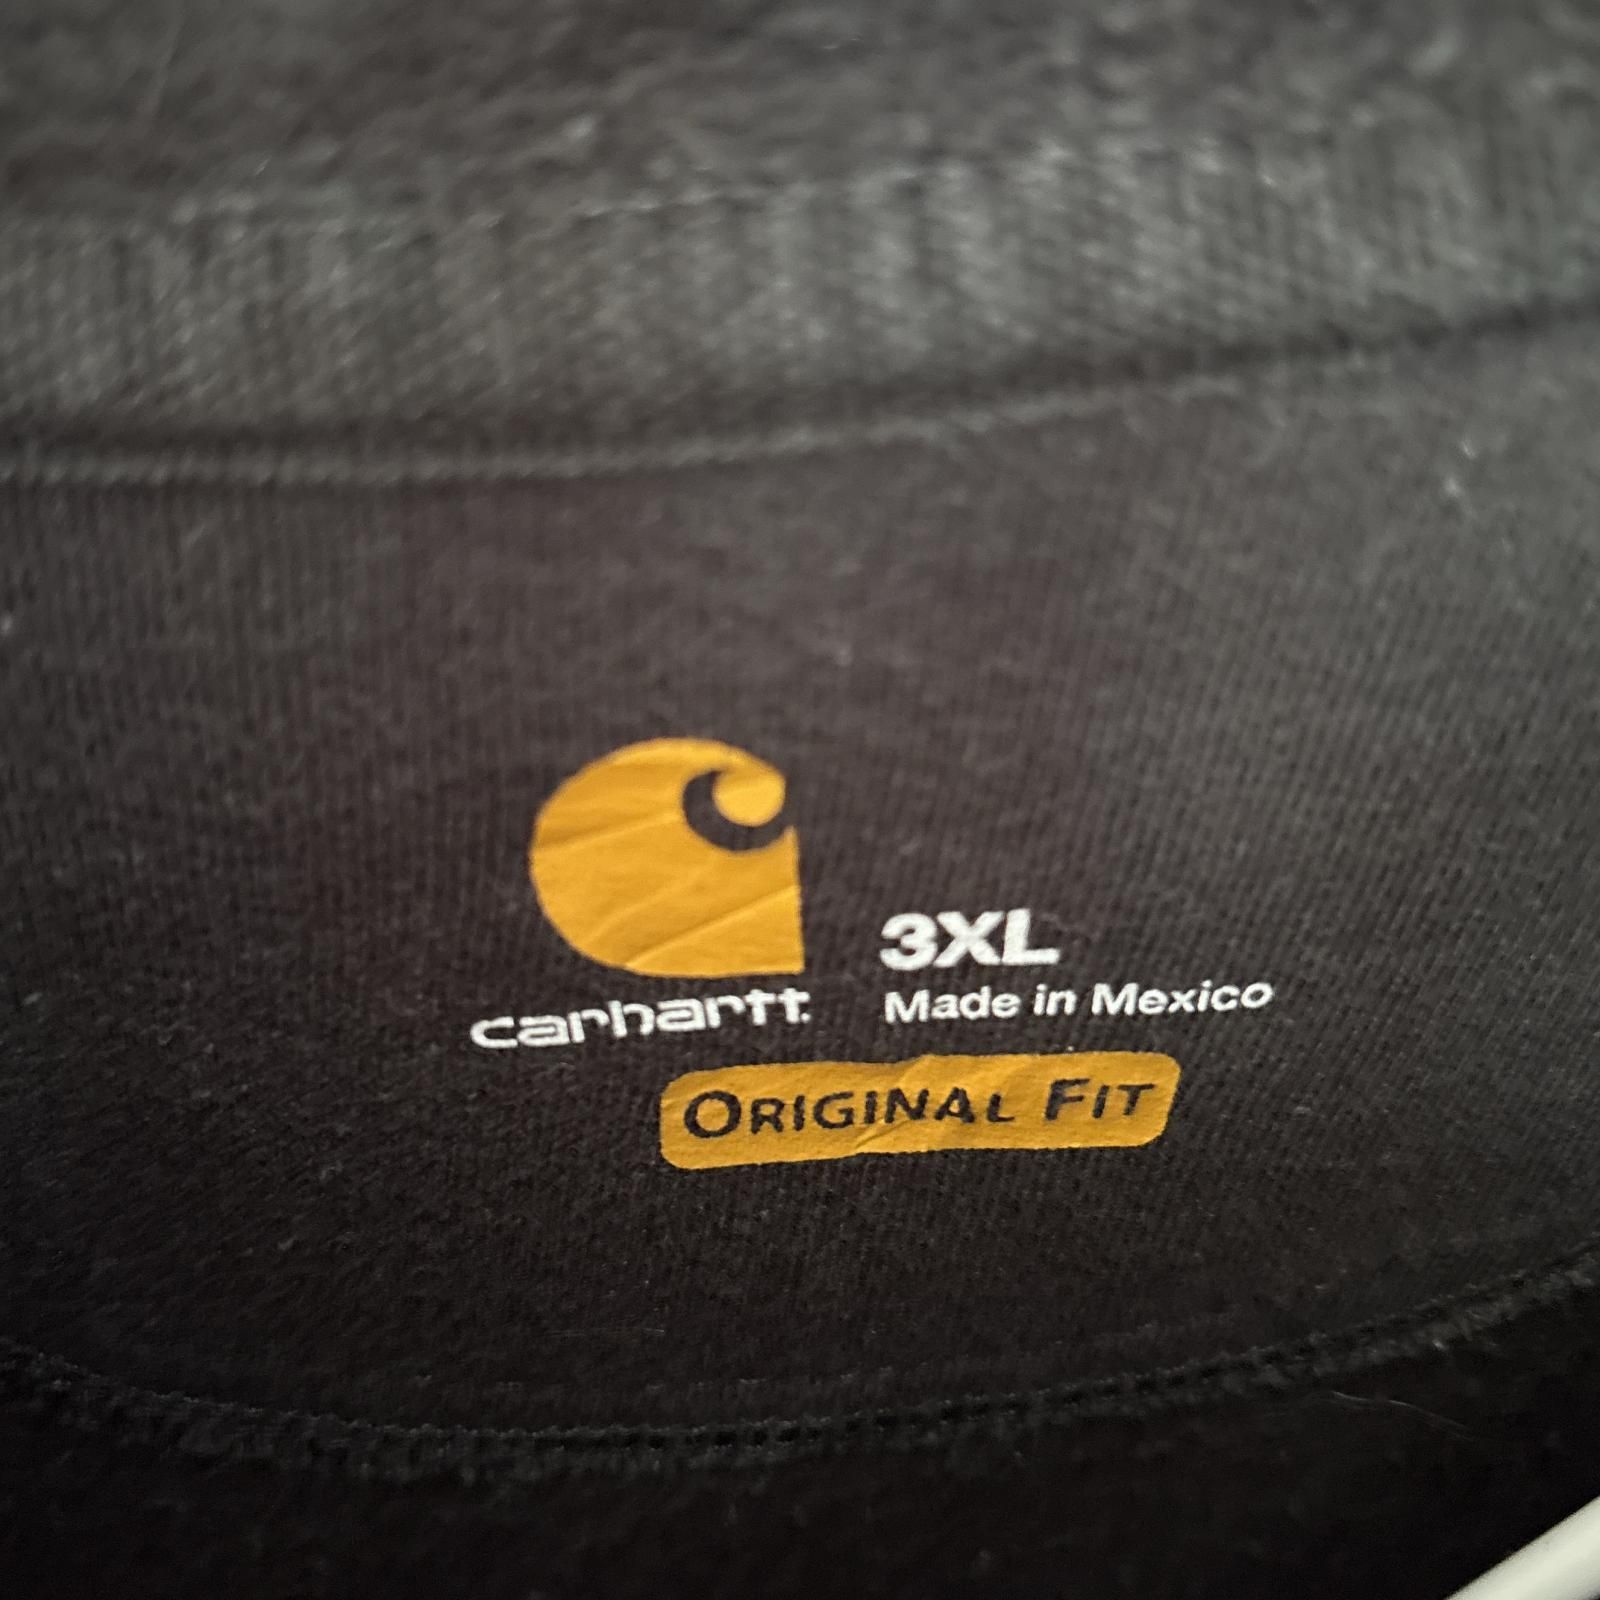 carhartt
3XL
Made in Mexico
ORIGINAL FIT